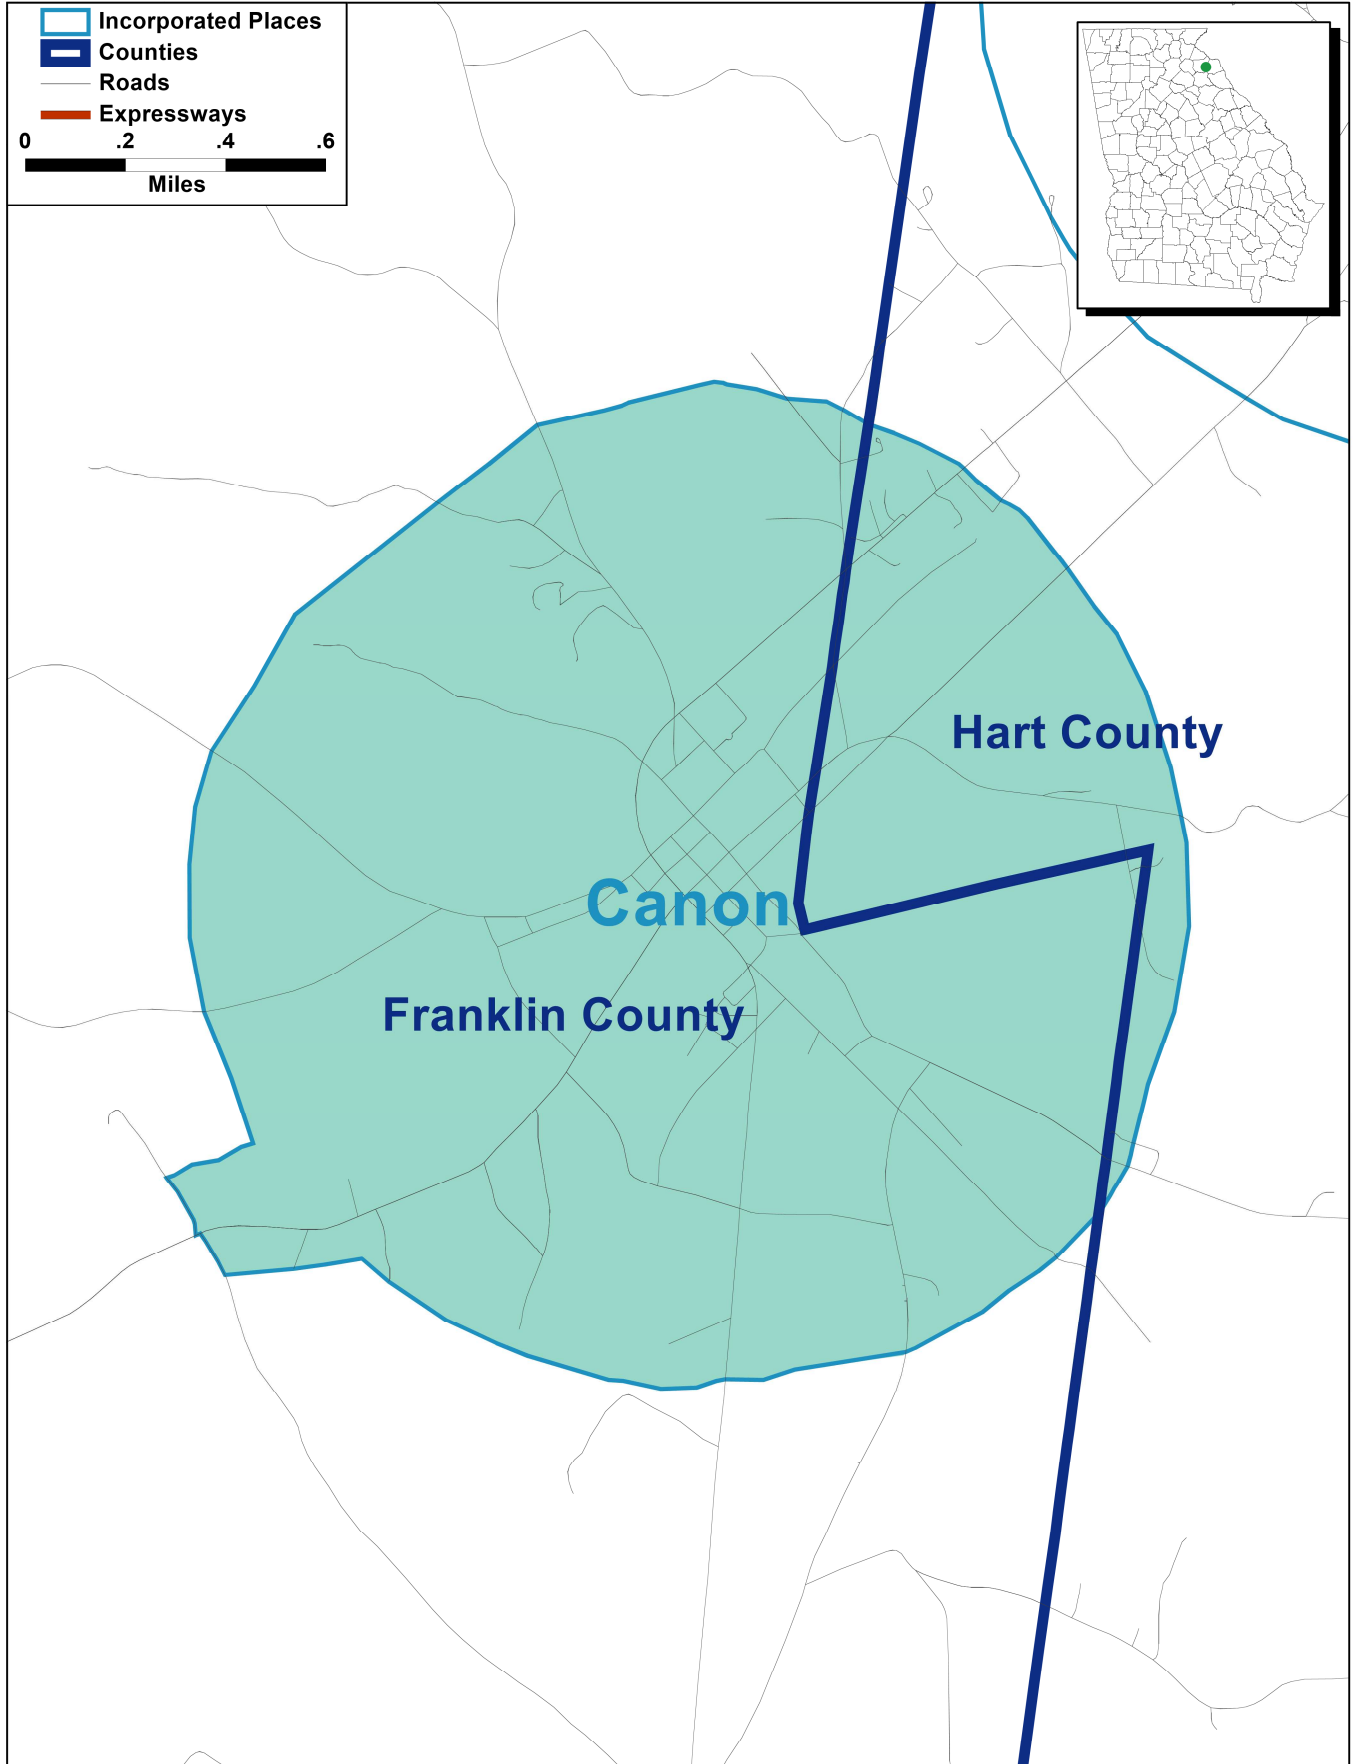 Incorporated Places
Counties
Roads
Expressways
0 .2 .4 .6
Miles
Hart County
Canon
Franklin County